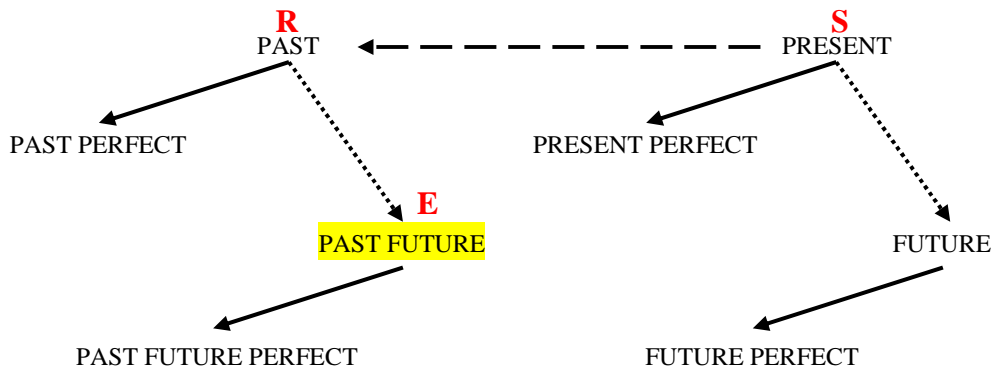 R S
PAST PRESENT
PAST PERFECT PRESENT PERFECT
E
PAST FUTURE FUTURE
PAST FUTURE PERFECT FUTURE PERFECT